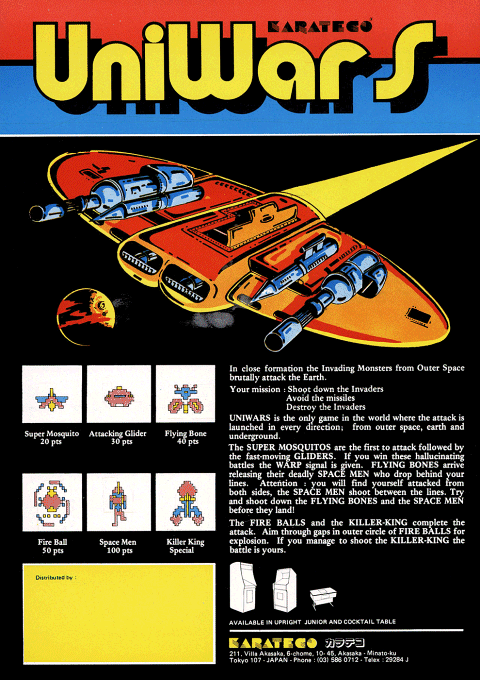 KARATECO
UniWarS
Super Mosquito
20 pts
Attacking Glider
30 pts
Flying Bone
40 pts
Fire Ball
50 pts
Space Men
100 pts
Killer King
Special
Distributed by :
In close formation the Invading Monsters from Outer Space
brutally attack the Earth.
Your mission : Shoot down the Invaders
Avoid the missiles
Destroy the Invaders
UNIWARS is the only game in the world where the attack is
launched in every direction; from outer space, earth and
underground.
The SUPER MOSQUITOS are the first to attack followed by
the fast-moving GLIDERS. If you win these hallucinating
battles the WARP signal is given. FLYING BONES arrive
releasing their deadly SPACE MEN who drop behind your
lines. Attention : you will find yourself attacked from
both sides, the SPACE MEN shoot between the lines. Try
and shoot down the FLYING BONES and the SPACE MEN
before they land!
The FIRE BALLS and the KILLER-KING complete the
attack. Aim through gaps in outer circle of FIRE BALLS for
explosion. If you manage to shoot the KILLER-KING the
battle is yours.
AVAILABLE IN UPRIGHT JUNIOR AND COCKTAIL TABLE
KARATECO カラテコ
211, Villa Akasaka, 6-chome, 10-45, Akasaka - Minato-ku
Tokyo 107 - JAPAN - Phone : (03) 586 0712 - Telex : 29284 J